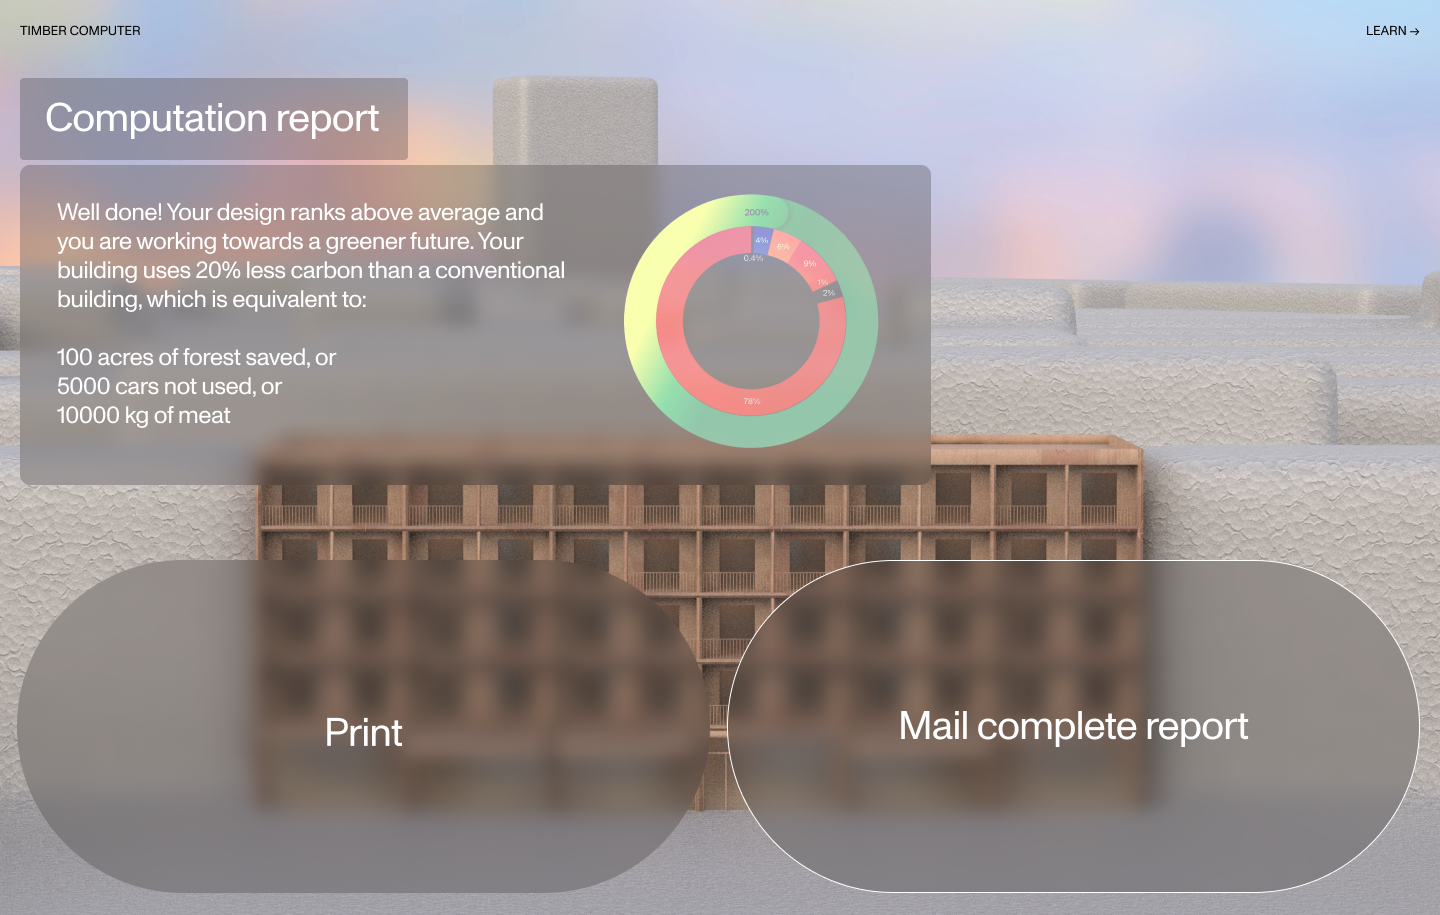 TIMBER COMPUTER
LEARN →
Computation report
Well done! Your design ranks above average and
you are working towards a greener future. Your
building uses 20% less carbon than a conventional
building, which is equivalent to:
100 acres of forest saved, or
5000 cars not used, or
10000 kg of meat
200%
4%
6%
0.4%
9%
1%
2%
78%
Print
Mail complete report